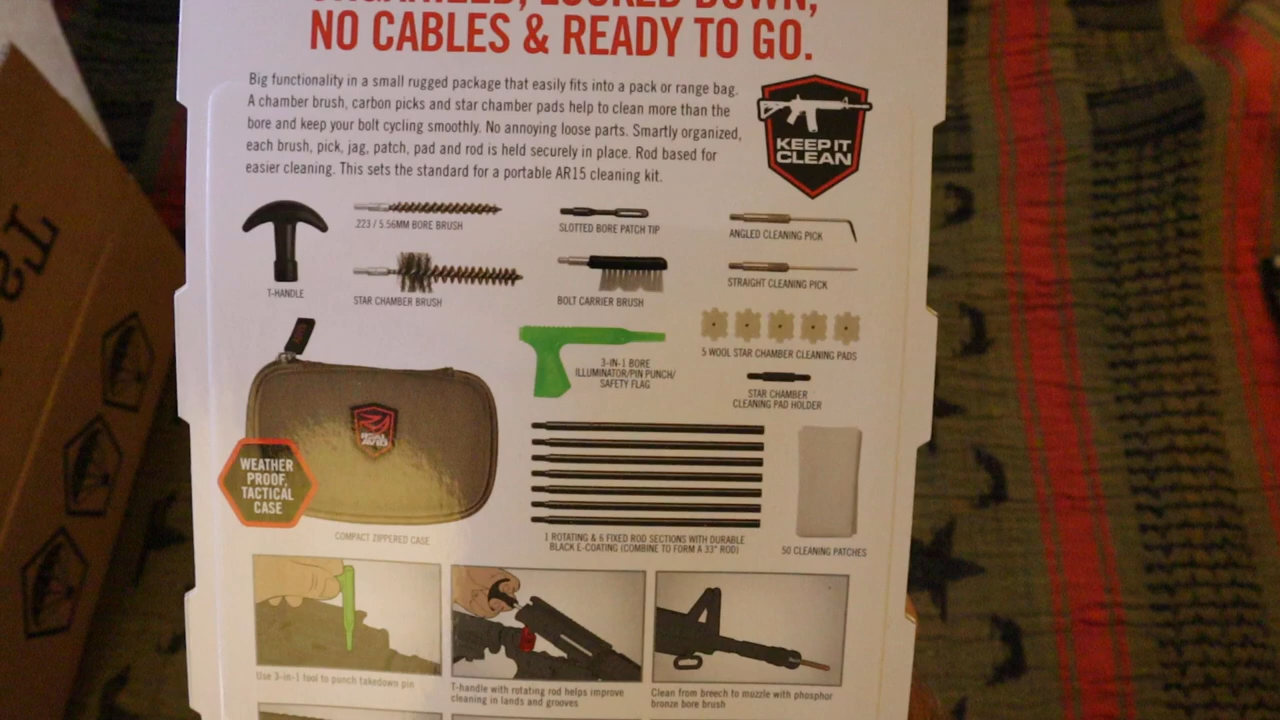 ORGANIZED, LOCKED DOWN,
NO CABLES & READY TO GO.
Big functionality in a small rugged package that easily fits into a pack or range bag.
A chamber brush, carbon picks and star chamber pads help to clean more than the
bore and keep your bolt cycling smoothly. No annoying loose parts. Smartly organized,
each brush, pick, jag, patch, pad and rod is held securely in place. Rod based for
easier cleaning. This sets the standard for a portable AR15 cleaning kit.
KEEP IT
CLEAN
.223 / 5.56MM BORE BRUSH
SLOTTED BORE PATCH TIP
ANGLED CLEANING PICK
T-HANDLE
STAR CHAMBER BRUSH
BOLT CARRIER BRUSH
STRAIGHT CLEANING PICK
3-IN-1 BORE
ILLUMINATOR/PIN PUNCH/
SAFETY FLAG
5 WOOL STAR CHAMBER CLEANING PADS
STAR CHAMBER
CLEANING PAD HOLDER
REAL
AVID
WEATHER
PROOF,
TACTICAL
CASE
COMPACT ZIPPERED CASE
1 ROTATING & 6 FIXED ROD SECTIONS WITH DURABLE
BLACK E-COATING (COMBINE TO FORM A 33" ROD)
50 CLEANING PATCHES
Use 3-in-1 tool to punch takedown pin
T-handle with rotating rod helps improve
cleaning in lands and grooves
Clean from breech to muzzle with phosphor
bronze bore brush